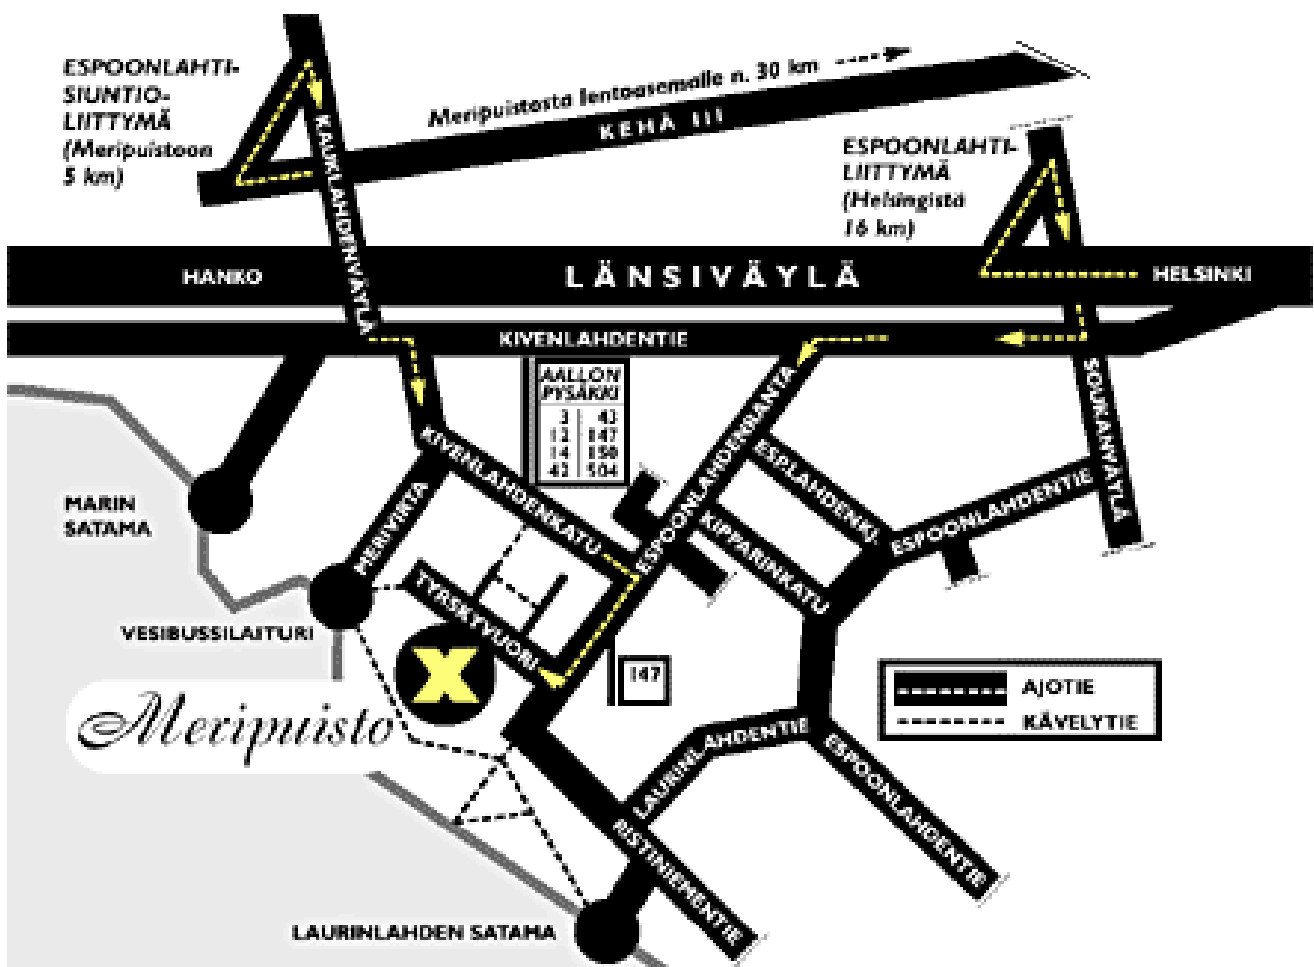 ESPOONLAHTI-
SIUNTIO-
LIITTYMÄ
(Meripuistoon
5 km)
Meripuistosta lentoasemalle n. 30 km
KEHÄ III
KAUKLAHDENVÄYLÄ
ESPOONLAHTI-
LIITTYMÄ
(Helsingistä
16 km)
HANKO
LÄNSIVÄYLÄ
HELSINKI
KIVENLAHDENTIE
AALLON
PYSÄKKI
3 43
12 147
14 150
42 504
SOUKANVÄYLÄ
KIVENLAHDENKATU
ESPOONLAHDENRANTA
ESPLAHDENK.
KIPPARINKATU
ESPOONLAHDENTIE
MARIN
SATAMA
MERIVIRTA
TYRSKYVUORI
VESIBUSSILAITURI
X
147
Meripuisto
AJOTIE
KÄVELYTIE
LAURINLAHDENTIE
ESPOONLAHDENTIE
RISTINIEMENTIE
LAURINLAHDEN SATAMA